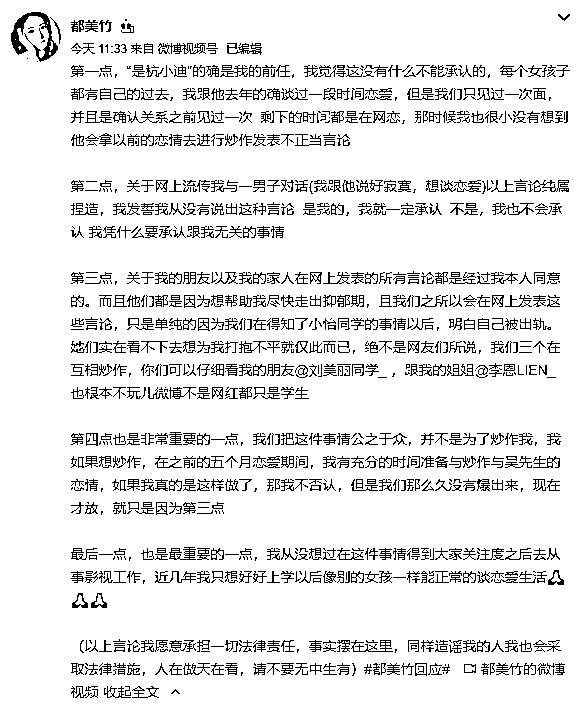 都美竹
今天 11:33 来自 微博视频号 已编辑
第一点，“是杭小迪”的确是我的前任，我觉得这没有什么不能承认的，每个女孩子
都有自己的过去，我跟他去年的确谈过一段时间恋爱，但是我们只见过一次面，
并且是确认关系之前见过一次 剩下的时间都是在网恋，那时候我也很小没有想到
他会拿以前的恋情去进行炒作发表不正当言论
第二点，关于网上流传我与一男子对话(我跟他说好寂寞，想谈恋爱)以上言论纯属
捏造，我发誓我从没有说出这种言论 是我的，我就一定承认 不是，我也不会承
认 我凭什么要承认跟我无关的事情
第三点，关于我的朋友以及我的家人在网上发表的所有言论都是经过我本人同意
的。而且他们都是因为想帮助我尽快走出抑郁期，且我们之所以会在网上发表这
些言论，只是单纯的因为我们在得知了小怡同学的事情以后，明白自己被出轨。
她们实在看不下去想为我打抱不平就仅此而已，绝不是网友们所说，我们三个在
互相炒作，你们可以仔细看我的朋友@刘美丽同学_ ，跟我的姐姐@李恩LIEN_
也根本不玩儿微博不是网红都只是学生
第四点也是非常重要的一点，我们把这件事情公之于众，并不是为了炒作我，我
如果想炒作，在之前的五个月恋爱期间，我有充分的时间准备与炒作与吴先生的
恋情，如果我真的是这样做了，那我不否认，但是我们那么久没有爆出来，现在
才放，就只是因为第三点
最后一点，也是最重要的一点，我从没想过在这件事情得到大家关注度之后去从
事影视工作，近几年我只想好好上学以后像别的女孩一样能正常的谈恋爱生活🙏
🙏🙏
（以上言论我愿意承担一切法律责任，事实摆在这里，同样造谣我的人我也会采
取法律措施，人在做天在看，请不要无中生有）#都美竹回应# 都美竹的微博
视频 收起全文